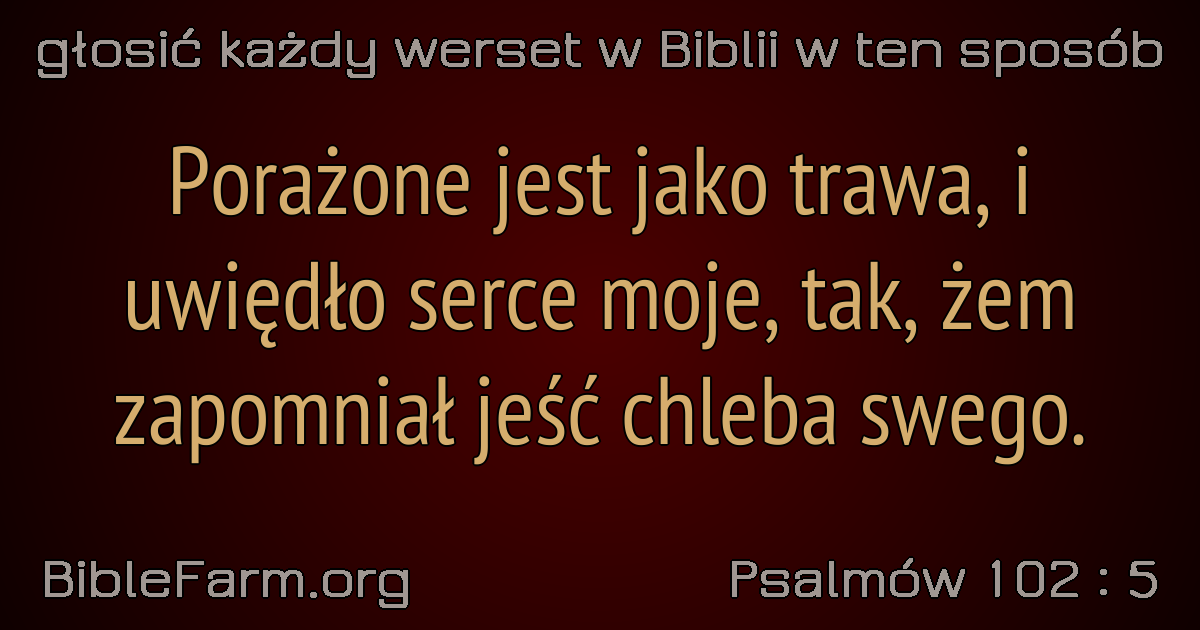 głosić każdy werset w Biblii w ten sposób
Porażone jest jako trawa, i
uwiędło serce moje, tak, żem
zapomniał jeść chleba swego.
BibleFarm.org
Psalmów 102 : 5